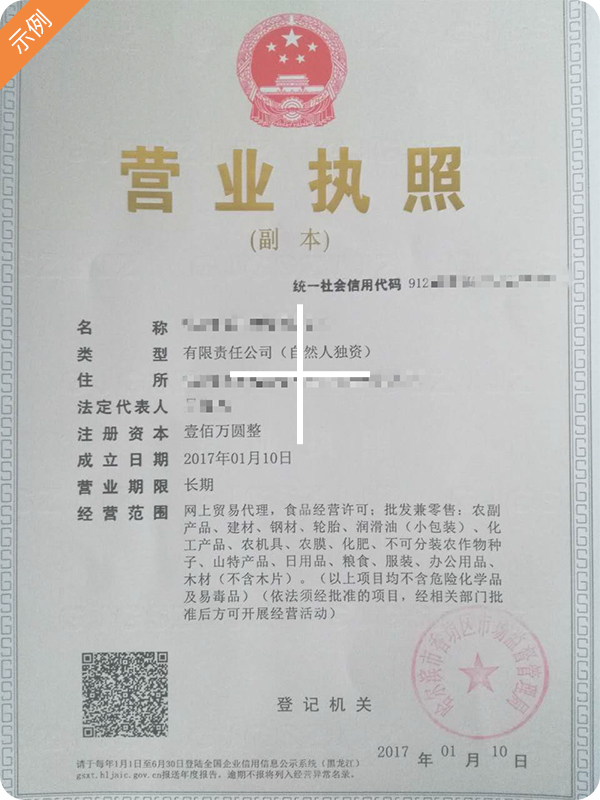 示例
营业执照
(副 本)
统一社会信用代码 912
名 称
类 型 有限责任公司（自然人独资）
住 所
法定代表人
注册资本 壹佰万圆整
成立日期 2017年01月10日
营业期限 长期
经营范围 网上贸易代理，食品经营许可；批发兼零售：农副
产品、建材、钢材、轮胎、润滑油（小包装）、化
工产品、农机具、农膜、化肥、不可分装农作物种
子、山特产品、日用品、粮食、服装、办公用品、
木材（不含木片）。（以上项目均不含危险化学品
及易毒品）（依法须经批准的项目，经相关部门批
准后方可开展经营活动）
哈尔滨市香坊区市场监督管理局
登记机关
2017 年 01 月 10 日
请于每年1月1日至6月30日登陆全国企业信用信息公示系统（黑龙江）
gsxt.hljaic.gov.cn报送年度报告，逾期不报将列入经营异常名录。